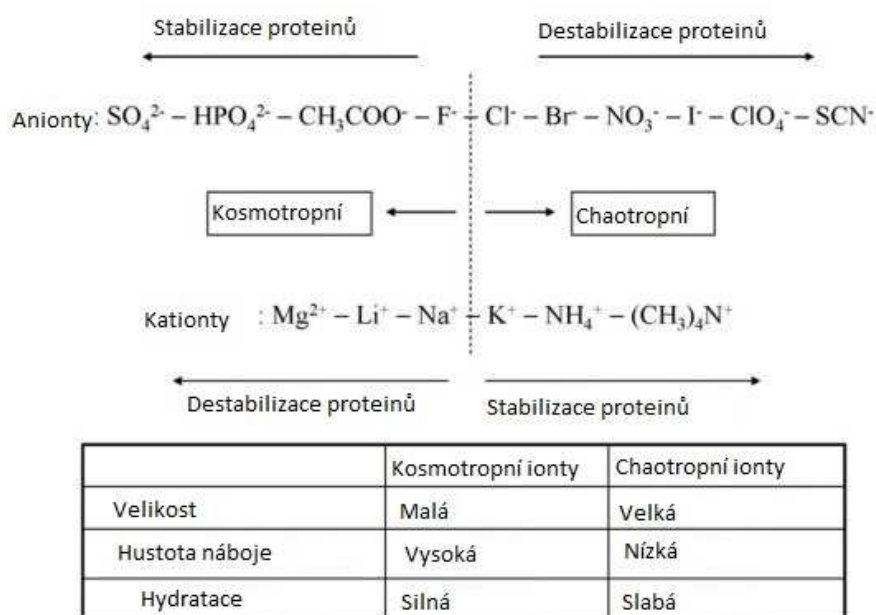 Stabilizace proteinů Destabilizace proteinů
Anionty: SO₄²⁻ – HPO₄²⁻ – CH₃COO⁻ – F⁻ – Cl⁻ – Br⁻ – NO₃⁻ – I⁻ – ClO₄⁻ – SCN⁻
Kosmotropní Chaotropní
Kationty : Mg²⁺ – Li⁺ – Na⁺ – K⁺ – NH₄⁺ – (CH₃)₄N⁺
Destabilizace proteinů Stabilizace proteinů
Kosmotropní ionty Chaotropní ionty
Velikost Malá Velká
Hustota náboje Vysoká Nízká
Hydratace Silná Slabá